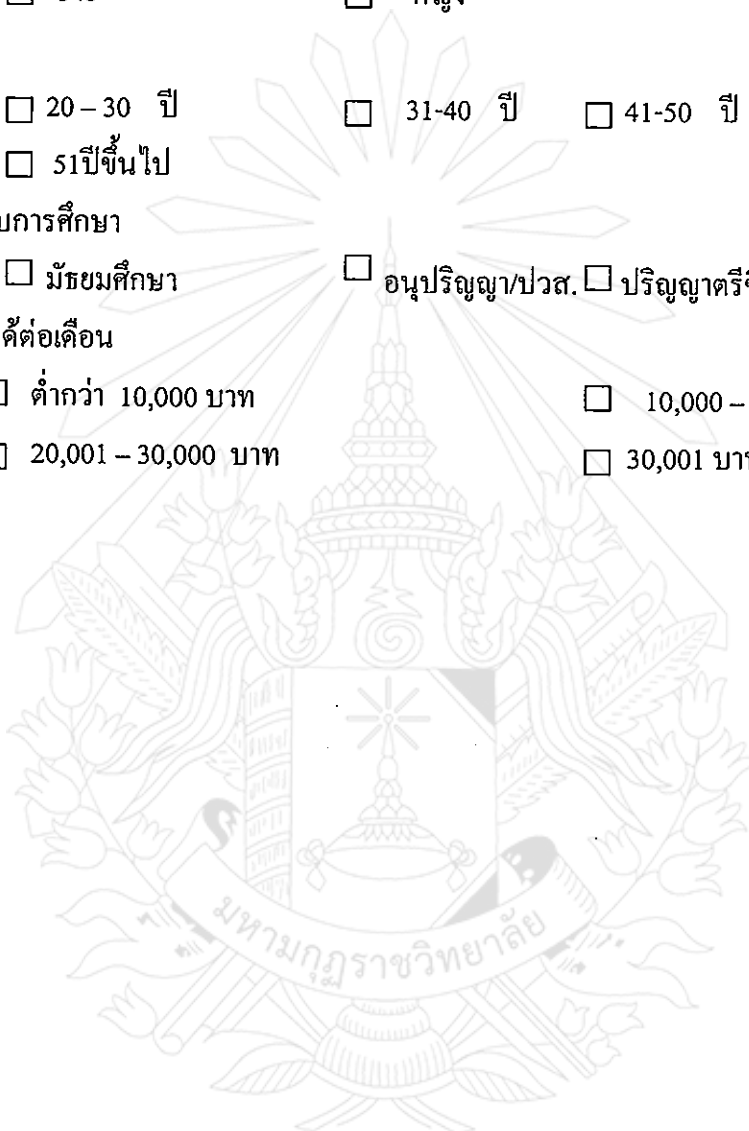 ☐ 20 – 30 ปี ☐ 31-40 ปี ☐ 41-50 ปี
☐ 51ปีขึ้นไป
บการศึกษา
☐ มัธยมศึกษา ☐ อนุปริญญา/ปวส. ☐ ปริญญาตรี
ด้ต่อเดือน
☐ ต่ำกว่า 10,000 บาท ☐ 10,000 –
☐ 20,001 – 30,000 บาท ☐ 30,001 บาท
มหามกุฏราชวิทยาลัย